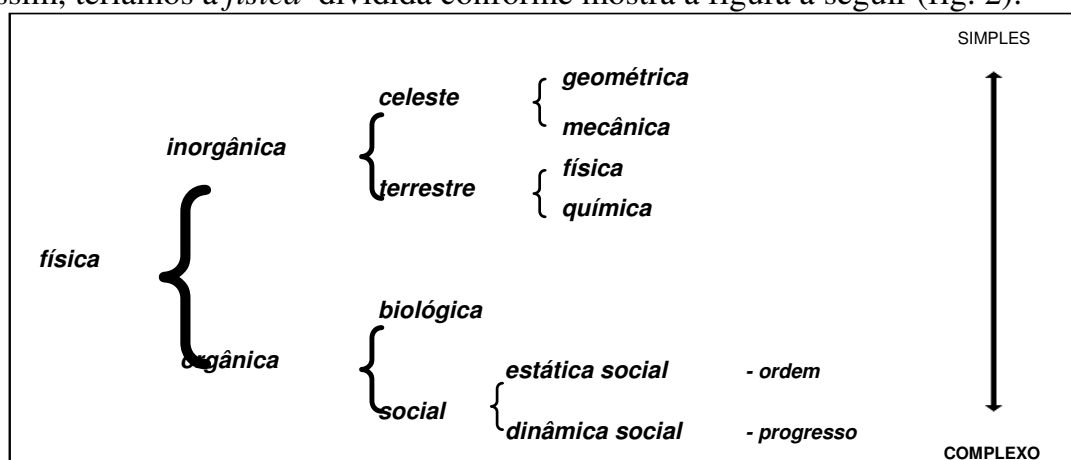 ssim, teríamos a física dividida conforme mostra a figura a seguir (fig. 2):
SIMPLES
geométrica
celeste
mecânica
inorgânica
física
terrestre
química
física
biológica
orgânica
estática social - ordem
social
dinâmica social - progresso
COMPLEXO